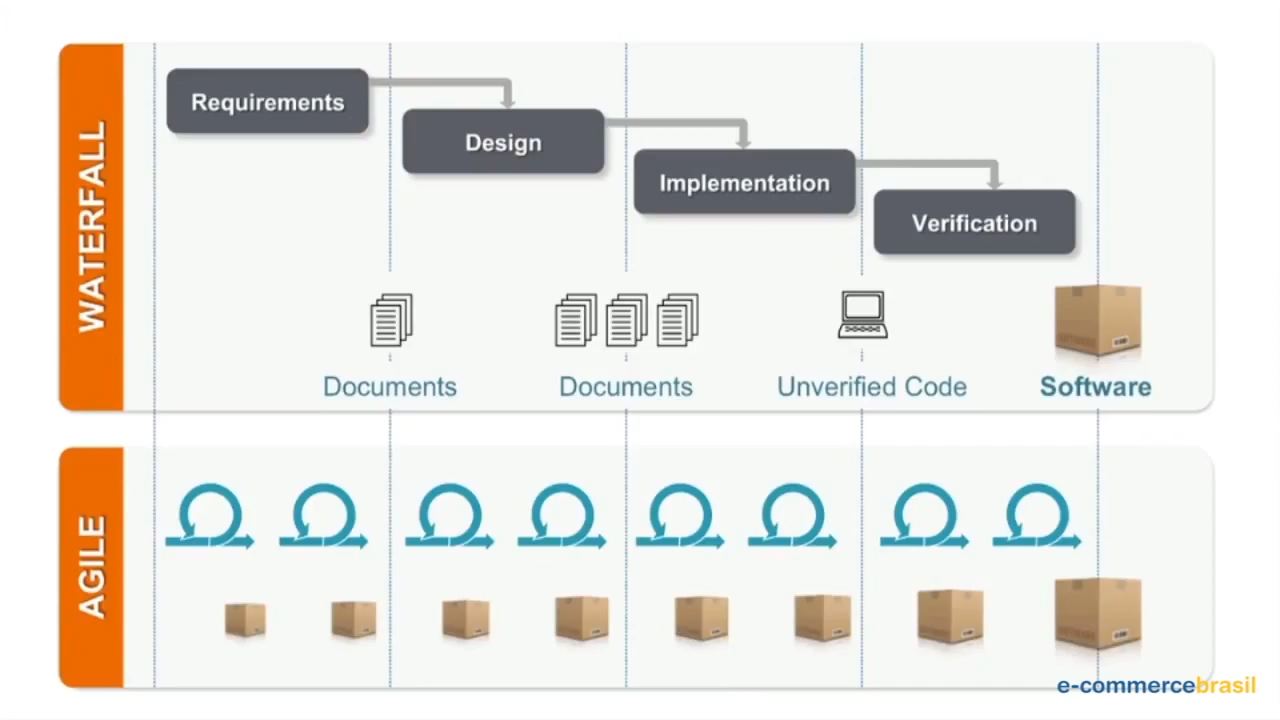 WATERFALL
Requirements
Design
Implementation
Verification
Documents
Documents
Unverified Code
Software
AGILE
e-commercebrasil